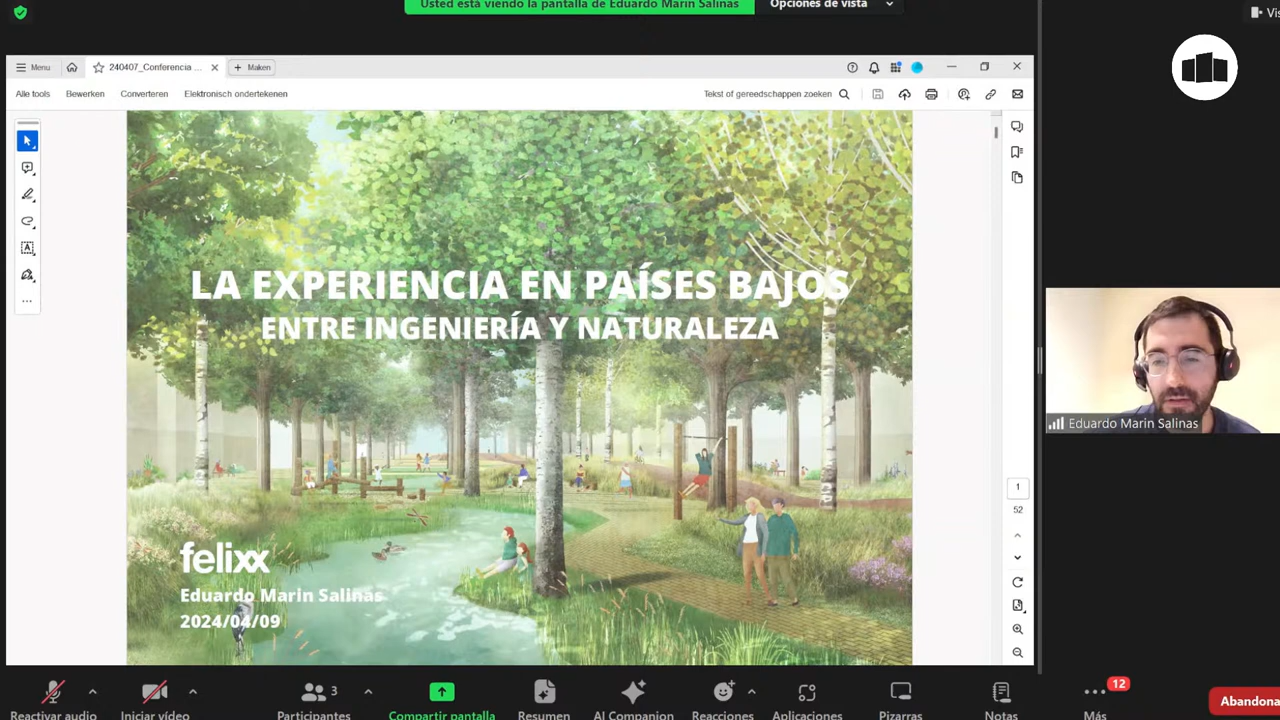 Usted está viendo la pantalla de Eduardo Marin Salinas
Opciones de vista
Vis
Menu
240407_Conferencia ...
+ Maken
Alle tools
Bewerken
Converteren
Elektronisch ondertekenen
Tekst of gereedschappen zoeken
LA EXPERIENCIA EN PAÍSES BAJOS
ENTRE INGENIERÍA Y NATURALEZA
felixx
Eduardo Marin Salinas
2024/04/09
1
52
Eduardo Marin Salinas
Reactivar audio
Iniciar vídeo
3
Participantes
Compartir pantalla
Resumen
AI Companion
Reacciones
Aplicaciones
Pizarras
Notas
12
Más
Abandona